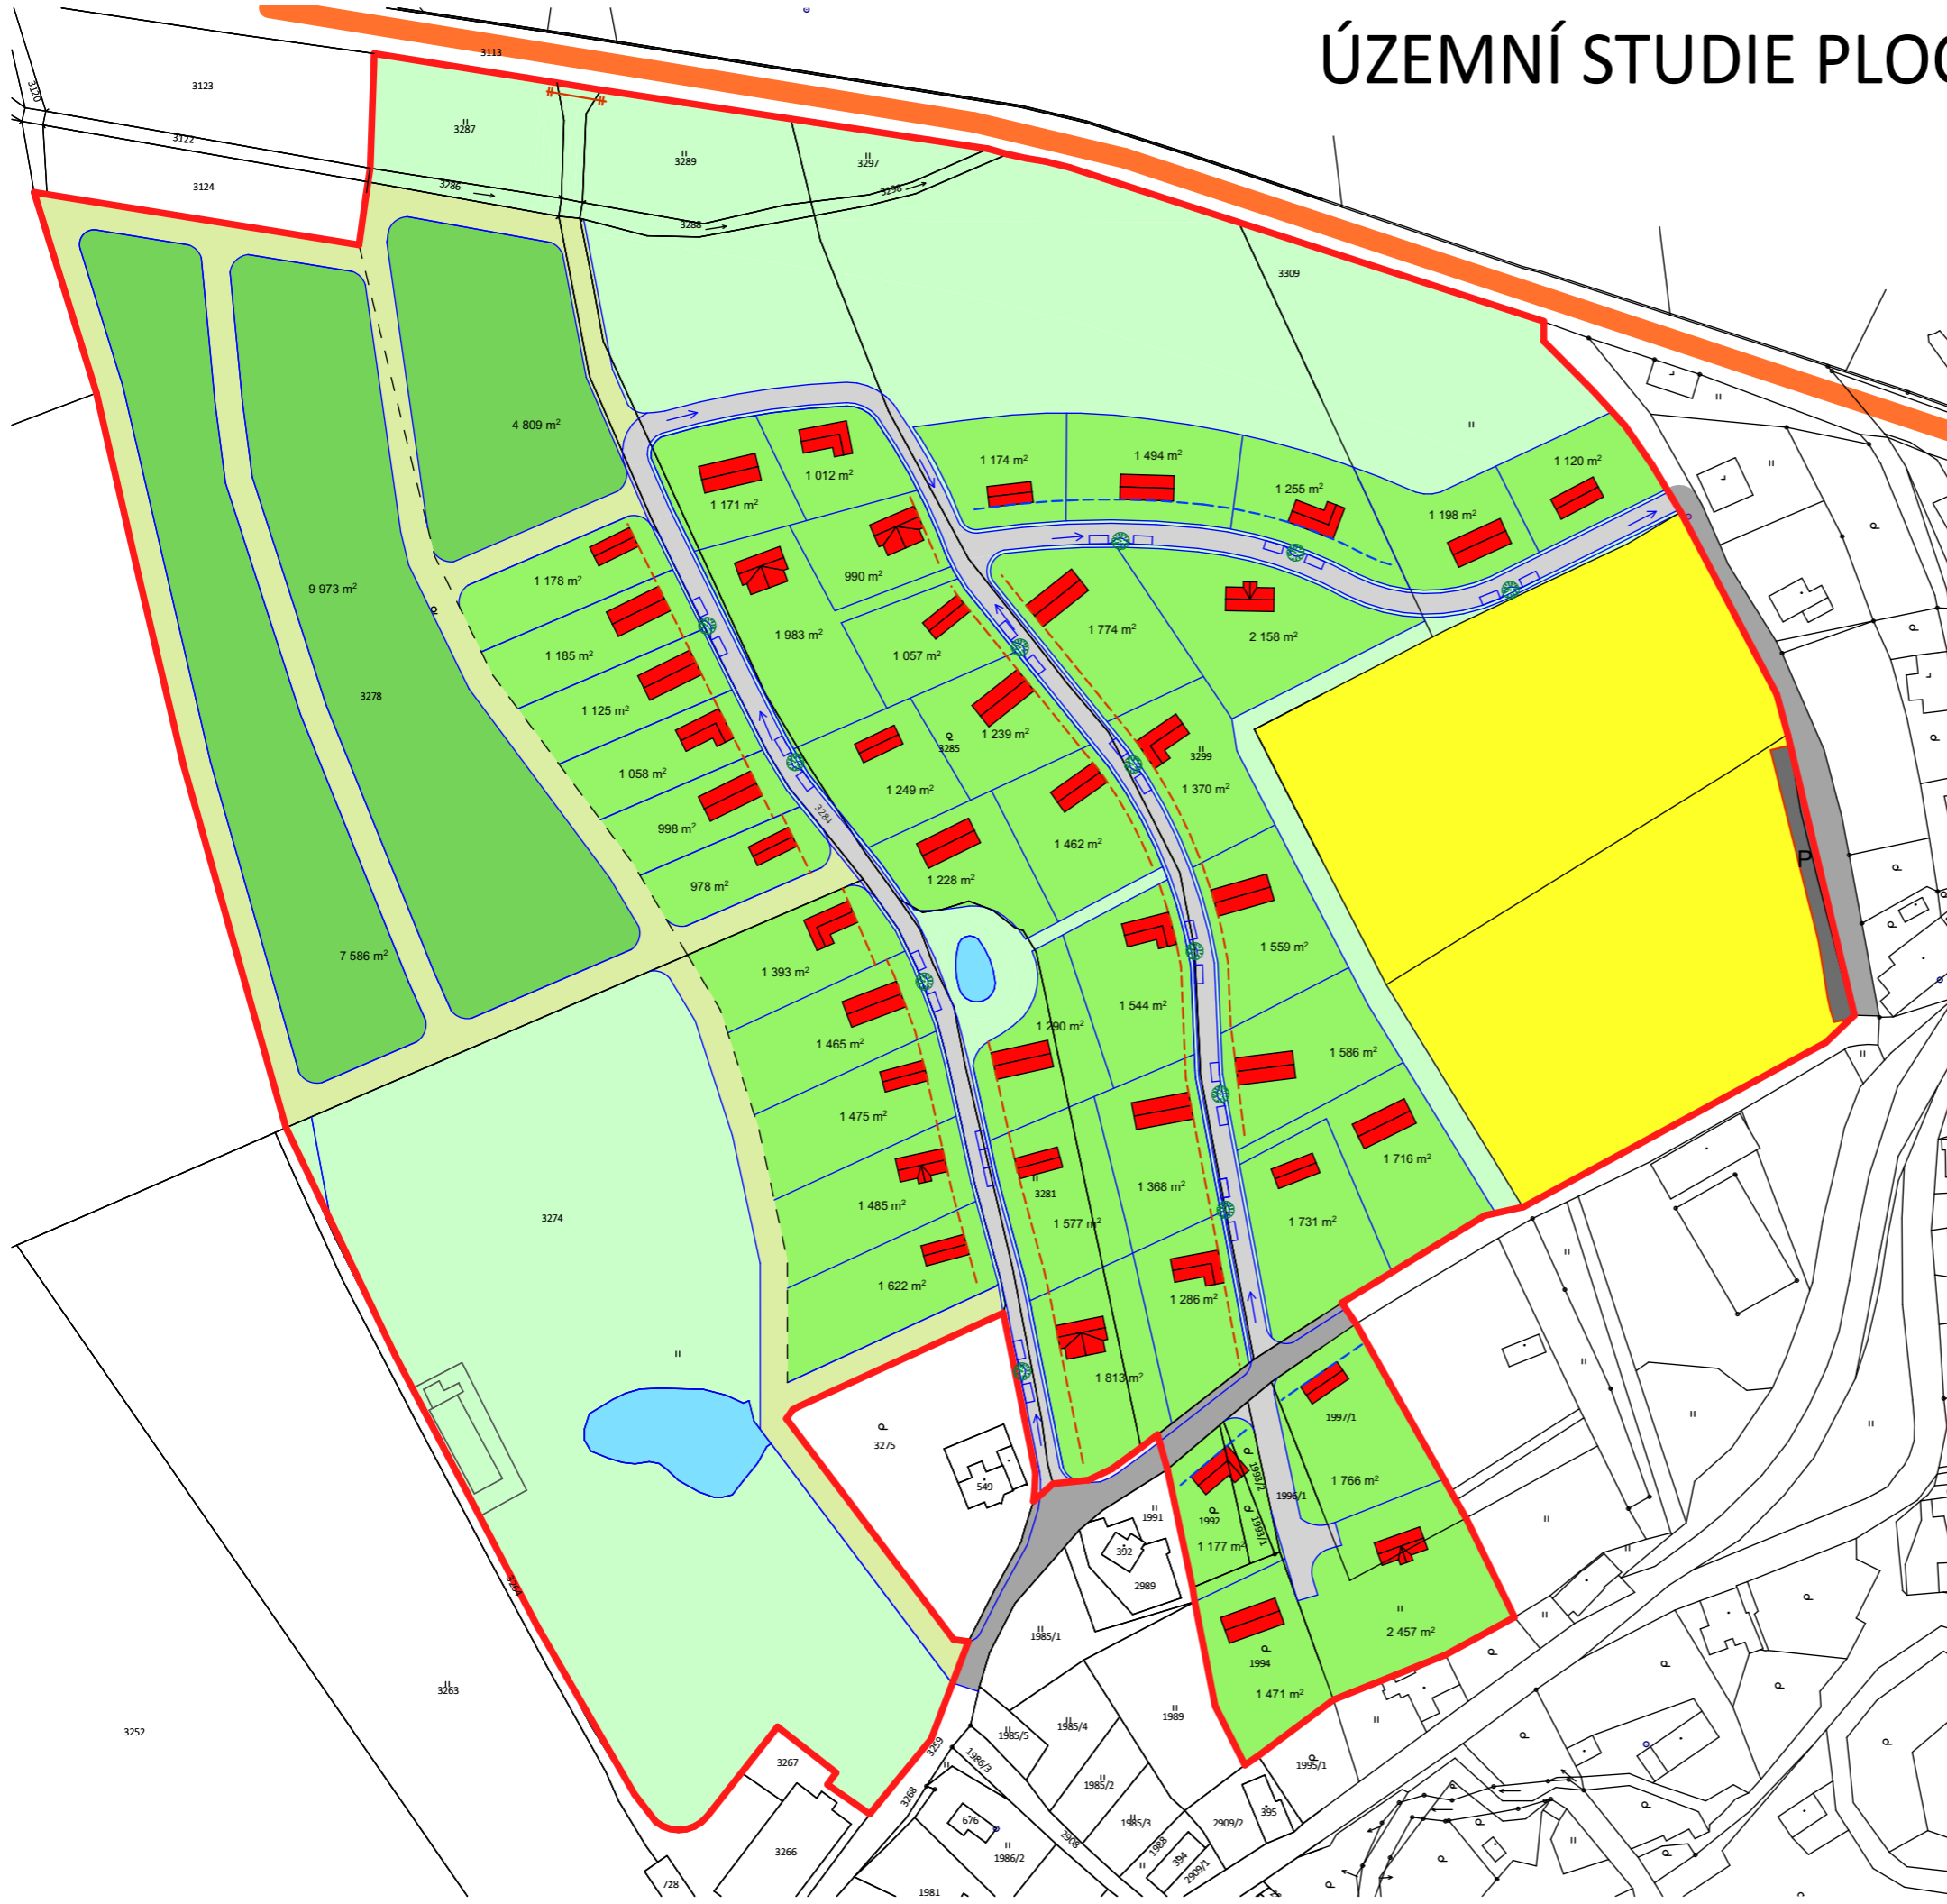 ÚZEMNÍ STUDIE PLOC
3113
3123
3120
3287
3122
3289
3297
3124
3286
3298
3288
3309
4 809 m²
1 174 m²
1 494 m²
1 120 m²
1 012 m²
1 171 m²
1 255 m²
1 198 m²
1 178 m²
990 m²
9 973 m²
1 983 m²
1 774 m²
2 158 m²
1 185 m²
1 057 m²
3278
1 125 m²
1 239 m²
3285
3299
1 058 m²
1 249 m²
1 370 m²
3284
998 m²
1 462 m²
P
978 m²
1 228 m²
7 586 m²
1 393 m²
1 559 m²
1 544 m²
1 290 m²
1 465 m²
1 586 m²
1 475 m²
1 716 m²
1 368 m²
3281
1 485 m²
3274
1 577 m²
1 731 m²
1 622 m²
1 286 m²
1 813 m²
1997/1
3275
1993/2
1 766 m²
549
1996/1
1991
1992
1993/1
1 177 m²
392
2989
3264
1985/1
2 457 m²
1994
1 471 m²
3263
3252
1985/5
1985/4
1989
3259
1986/3
3267
1995/1
1985/2
3268
676
1985/3
2909/2
395
2908
1988
3266
1986/2
394
2909/1
728
1981